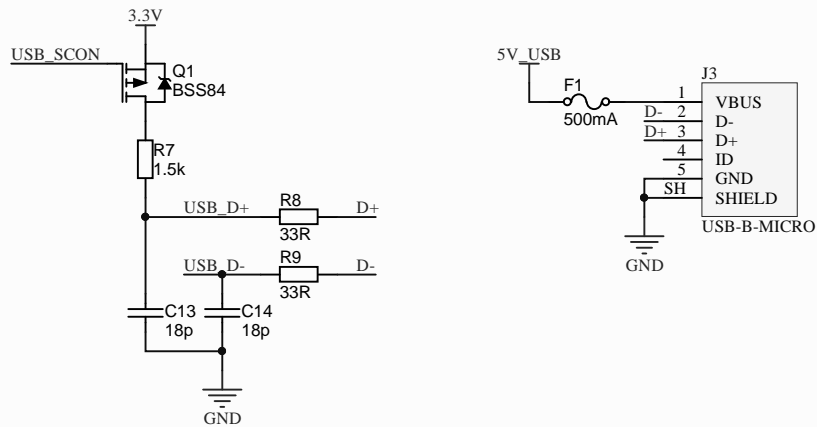 3.3V
USB_SCON
Q1
BSS84
R7
1.5k
USB_D+
R8
D+
33R
USB_D-
R9
D-
33R
C13
18p
C14
18p
GND
5V_USB
F1
500mA
J3
1
VBUS
D-
2
D-
D+
3
D+
4
ID
5
GND
SH
SHIELD
USB-B-MICRO
GND